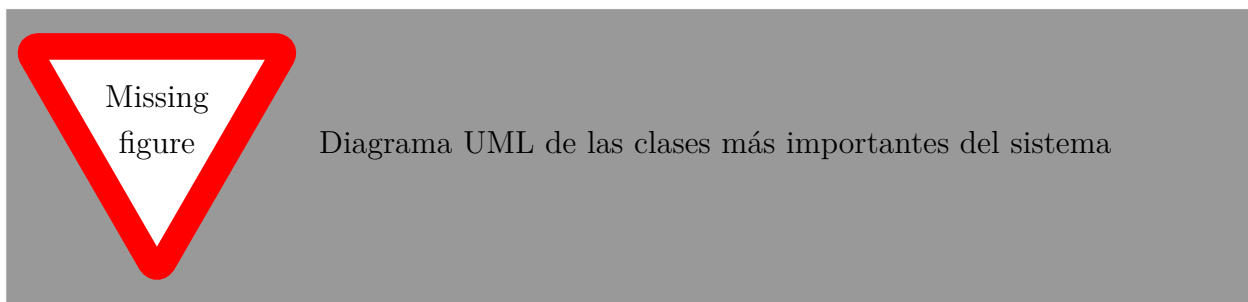 Missing
figure
Diagrama UML de las clases más importantes del sistema